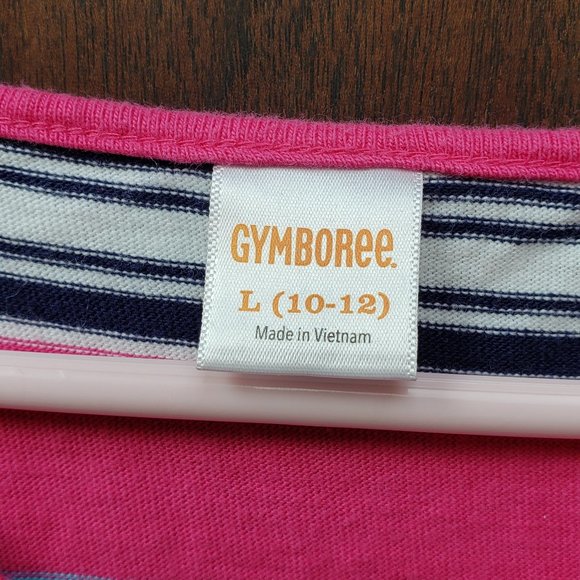 GYMBORee.
L (10-12)
Made in Vietnam